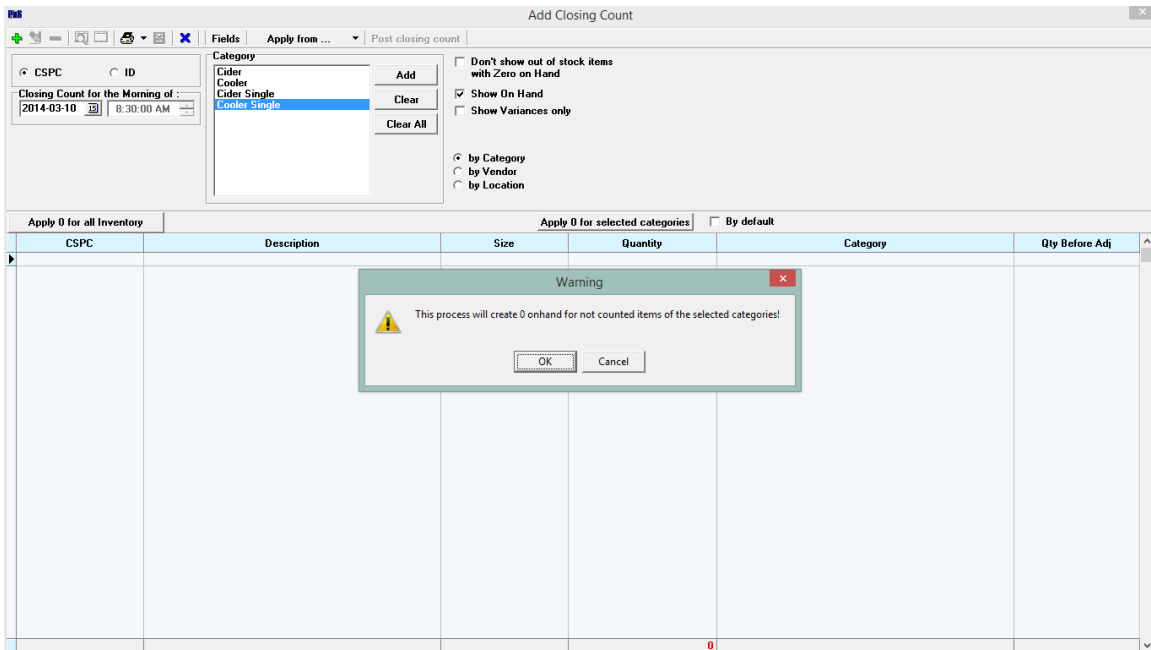 Add Closing Count
Fields Apply from ... Post closing count
CSPC ID
Closing Count for the Morning of :
2014-03-10 15 8:30:00 AM
Category
Cider
Cooler
Cider Single
Cooler Single
Add
Clear
Clear All
Don't show out of stock items
with Zero on Hand
Show On Hand
Show Variances only
by Category
by Vendor
by Location
Apply 0 for all Inventory Apply 0 for selected categories By default
CSPC Description Size Quantity Category Qty Before Adj
Warning
This process will create 0 onhand for not counted items of the selected categories!
OK Cancel
0